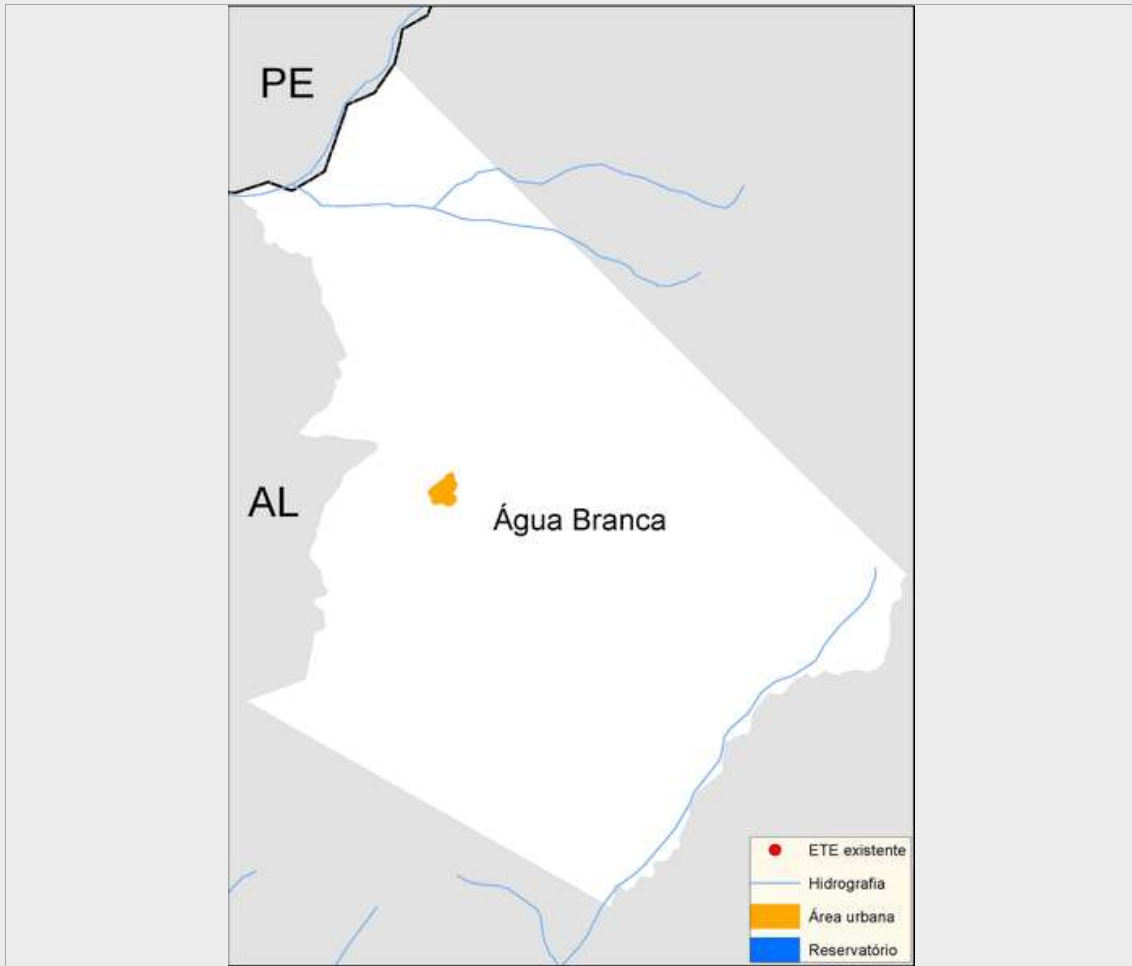 PE
AL
Água Branca
ETE existente
Hidrografia
Área urbana
Reservatório